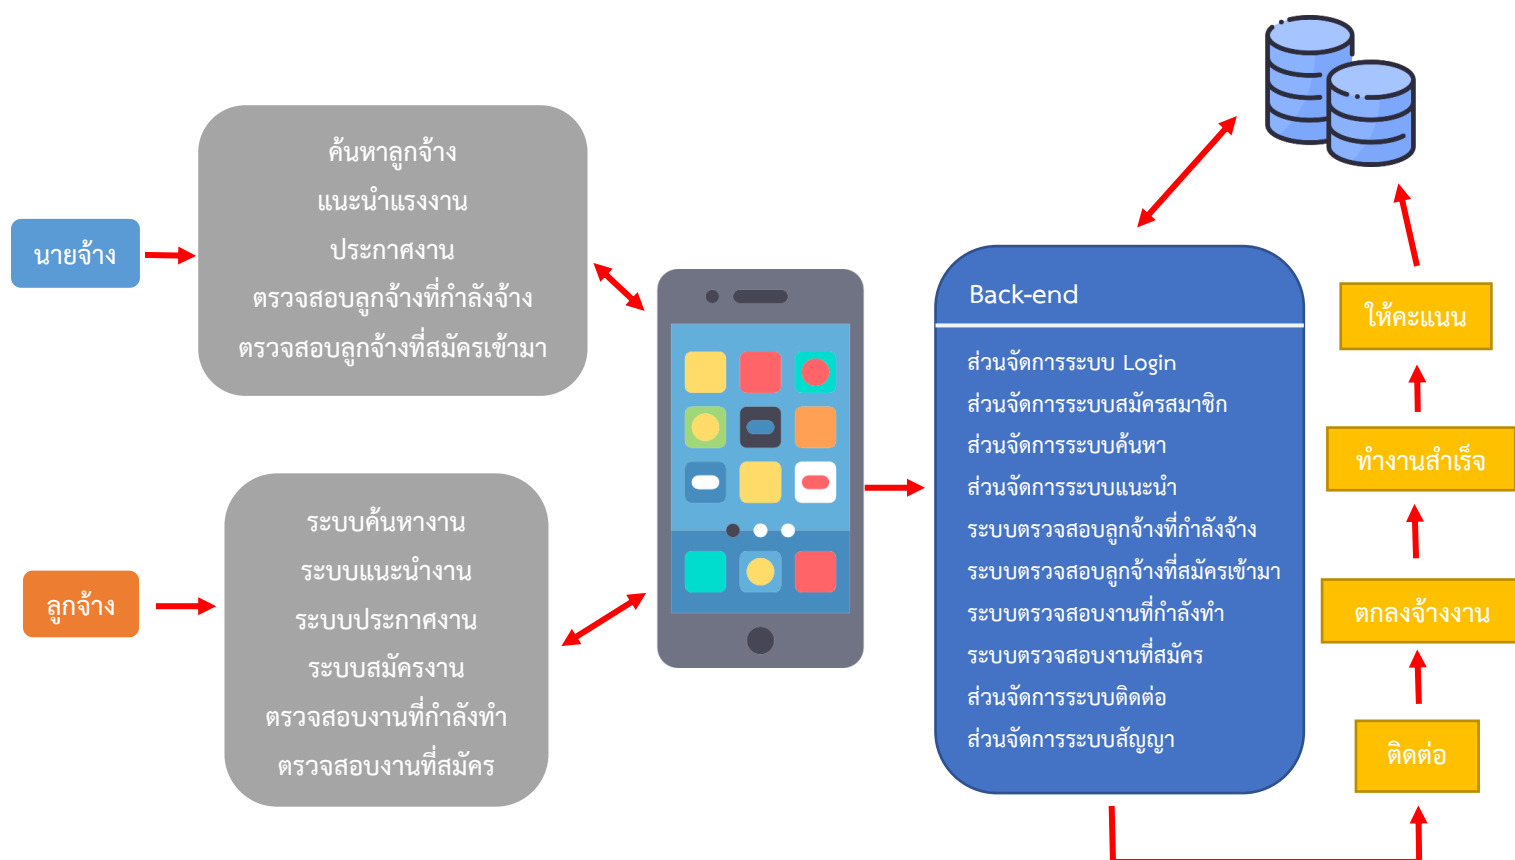 นายจ้าง
ค้นหาลูกจ้าง
แนะนำแรงงาน
ประกาศงาน
ตรวจสอบลูกจ้างที่กำลังจ้าง
ตรวจสอบลูกจ้างที่สมัครเข้ามา
ลูกจ้าง
ระบบค้นหางาน
ระบบแนะนำงาน
ระบบประกาศงาน
ระบบสมัครงาน
ตรวจสอบงานที่กำลังทำ
ตรวจสอบงานที่สมัคร
Back-end
ส่วนจัดการระบบ Login
ส่วนจัดการระบบสมัครสมาชิก
ส่วนจัดการระบบค้นหา
ส่วนจัดการระบบแนะนำ
ระบบตรวจสอบลูกจ้างที่กำลังจ้าง
ระบบตรวจสอบลูกจ้างที่สมัครเข้ามา
ระบบตรวจสอบงานที่กำลังทำ
ระบบตรวจสอบงานที่สมัคร
ส่วนจัดการระบบติดต่อ
ส่วนจัดการระบบสัญญา
ให้คะแนน
ทำงานสำเร็จ
ตกลงจ้างงาน
ติดต่อ